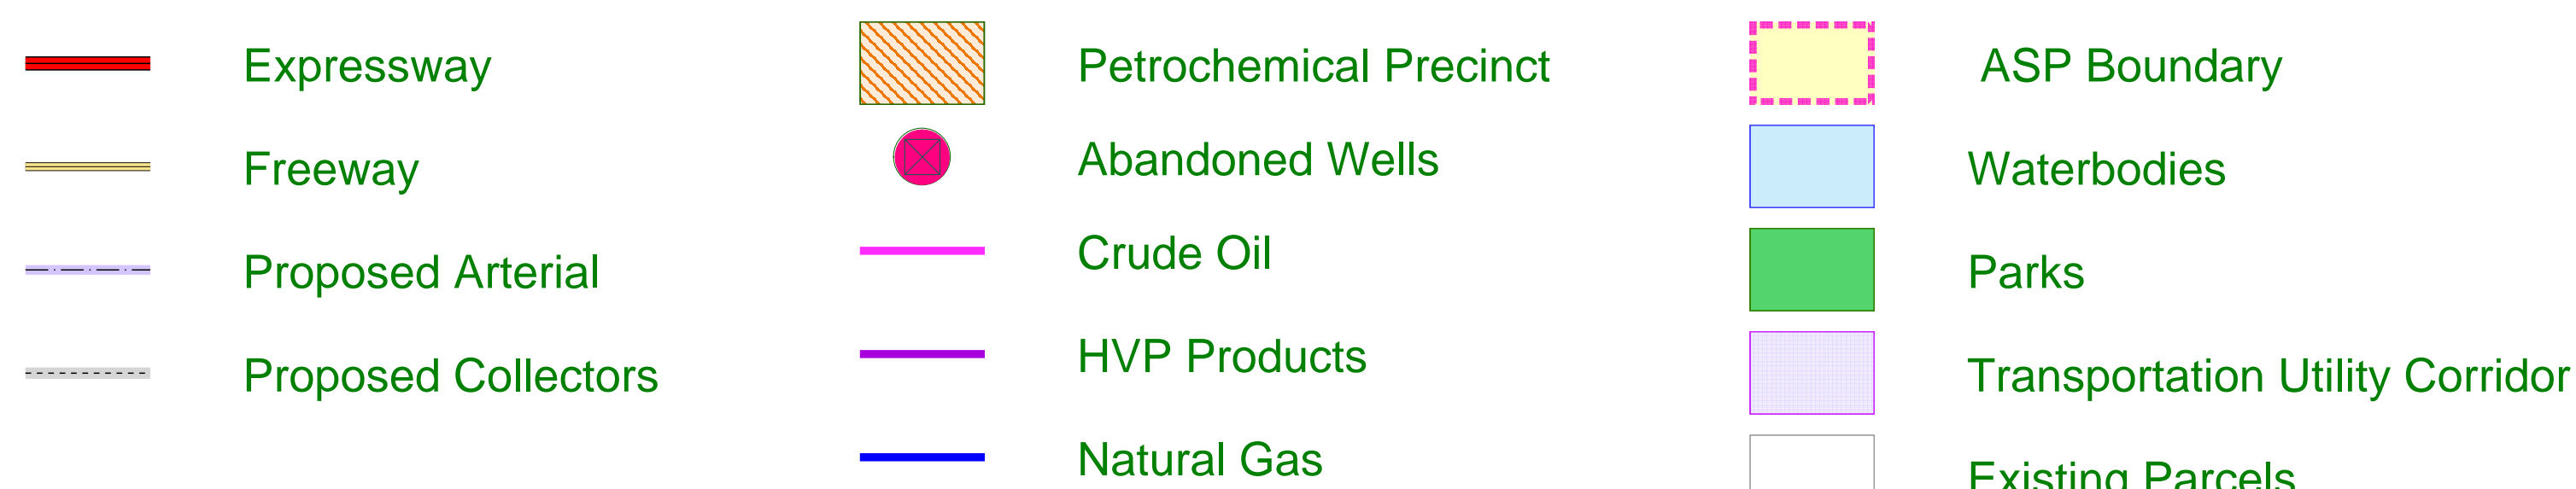 Expressway
Freeway
Proposed Arterial
Proposed Collectors
Petrochemical Precinct
Abandoned Wells
Crude Oil
HVP Products
Natural Gas
ASP Boundary
Waterbodies
Parks
Transportation Utility Corridor
Existing Parcels